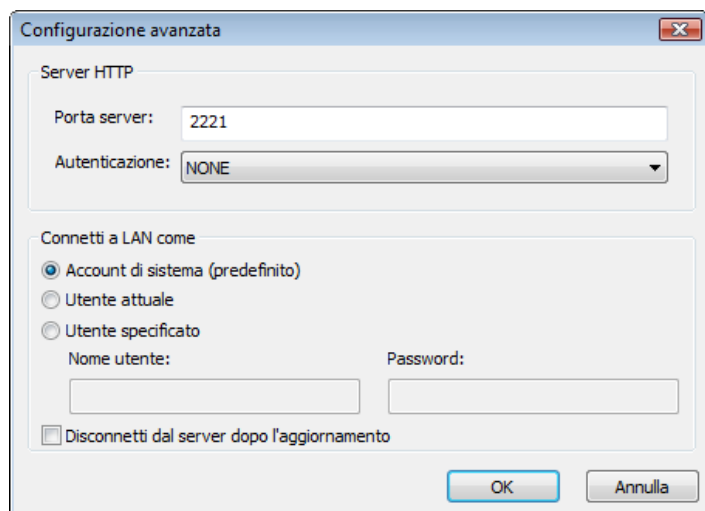 Configurazione avanzata
Server HTTP
Porta server: 2221
Autenticazione: NONE
Connetti a LAN come
Account di sistema (predefinito)
Utente attuale
Utente specificato
Nome utente: Password:
Disconnetti dal server dopo l'aggiornamento
OK Annulla